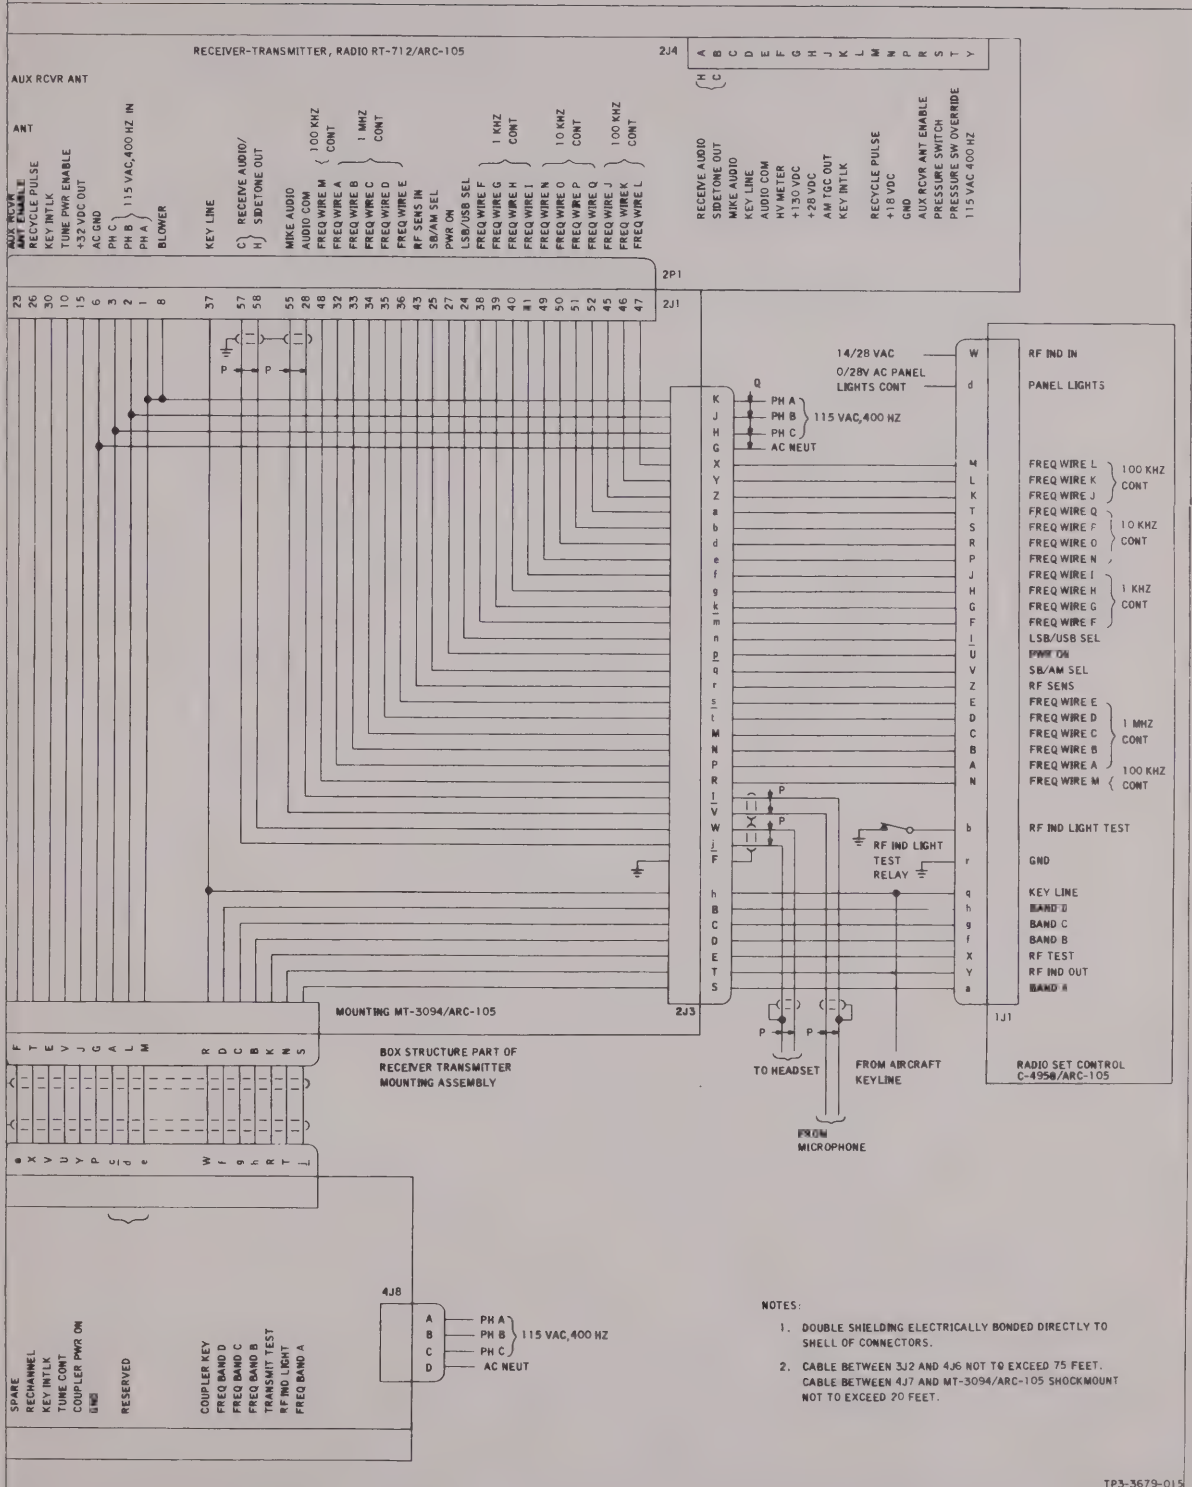 RECEIVER-TRANSMITTER, RADIO RT-712/ARC-105
2J4
A
B
C
D
E
F
G
H
J
K
L
M
N
P
R
S
T
Y
H
C
AUX RCVR ANT
ANT
AUX RCVR
ANT ENABLE
RECYCLE PULSE
KEY INTLK
TUNE PWR ENABLE
+32 VDC OUT
AC GND
PH C
PH B
PH A
115 VAC,400 HZ IN
BLOWER
KEY LINE
C
H
RECEIVE AUDIO/
SIDETONE OUT
MIKE AUDIO
AUDIO COM
FREQ WIRE M
100 KHZ
CONT
FREQ WIRE A
FREQ WIRE B
FREQ WIRE C
FREQ WIRE D
FREQ WIRE E
1 MHZ
CONT
RF SENS IN
SB/AM SEL
PWR ON
LSB/USB SEL
FREQ WIRE F
FREQ WIRE G
FREQ WIRE H
FREQ WIRE I
1 KHZ
CONT
FREQ WIRE N
FREQ WIRE O
FREQ WIRE P
FREQ WIRE Q
10 KHZ
CONT
FREQ WIRE J
FREQ WIRE K
FREQ WIRE L
100 KHZ
CONT
RECEIVE AUDIO
SIDETONE OUT
MIKE AUDIO
KEY LINE
AUDIO COM
HV METER
+130 VDC
+28 VDC
AM TGC OUT
KEY INTLK
RECYCLE PULSE
+18 VDC
GND
AUX RCVR ANT ENABLE
PRESSURE SWITCH
PRESSURE SW OVERRIDE
115 VAC 400 HZ
2P1
23 26 30 10 15 6 3 2 1 8 37 57 58 55 28 48 32 33 34 35 36 43 25 27 24 38 39 40 41 49 50 51 52 45 46 47
2J1
P P
14/28 VAC W RF IND IN
0/28V AC PANEL
LIGHTS CONT d PANEL LIGHTS
Q
K PH A
J PH B
H PH C
115 VAC,400 HZ
G AC NEUT
X M FREQ WIRE L
Y L FREQ WIRE K
Z K FREQ WIRE J
100 KHZ
CONT
a T FREQ WIRE Q
b S FREQ WIRE F
d R FREQ WIRE O
e P FREQ WIRE N
10 KHZ
CONT
f J FREQ WIRE I
g H FREQ WIRE H
k G FREQ WIRE G
m F FREQ WIRE F
1 KHZ
CONT
n I LSB/USB SEL
p U PWR ON
q V SB/AM SEL
r Z RF SENS
s E FREQ WIRE E
t D FREQ WIRE D
M C FREQ WIRE C
N B FREQ WIRE B
P A FREQ WIRE A
1 MHZ
CONT
R N FREQ WIRE M
100 KHZ
CONT
I P
V
W P b RF IND LIGHT TEST
j
F
RF IND LIGHT
TEST
RELAY
r GND
h q KEY LINE
B h BAND D
C g BAND C
D f BAND B
E X RF TEST
T Y RF IND OUT
S a BAND A
MOUNTING MT-3094/ARC-105
2J3
1J1
F T E V J G A L M R D C B K N S
BOX STRUCTURE PART OF
RECEIVER TRANSMITTER
MOUNTING ASSEMBLY
P P
TO HEADSET
FROM AIRCRAFT
KEYLINE
RADIO SET CONTROL
C-4958/ARC-105
FROM
MICROPHONE
a X V U Y P c d e W f g h R T j
SPARE
RECHANNEL
KEY INTLK
TUNE CONT
COUPLER PWR ON
GND
RESERVED
COUPLER KEY
FREQ BAND D
FREQ BAND C
FREQ BAND B
TRANSMIT TEST
RF IND LIGHT
FREQ BAND A
4J8
A PH A
B PH B
C PH C
115 VAC,400 HZ
D AC NEUT
NOTES:
1. DOUBLE SHIELDING ELECTRICALLY BONDED DIRECTLY TO
SHELL OF CONNECTORS.
2. CABLE BETWEEN 3J2 AND 4J6 NOT TO EXCEED 75 FEET.
CABLE BETWEEN 4J7 AND MT-3094/ARC-105 SHOCKMOUNT
NOT TO EXCEED 20 FEET.
TP3-3679-015